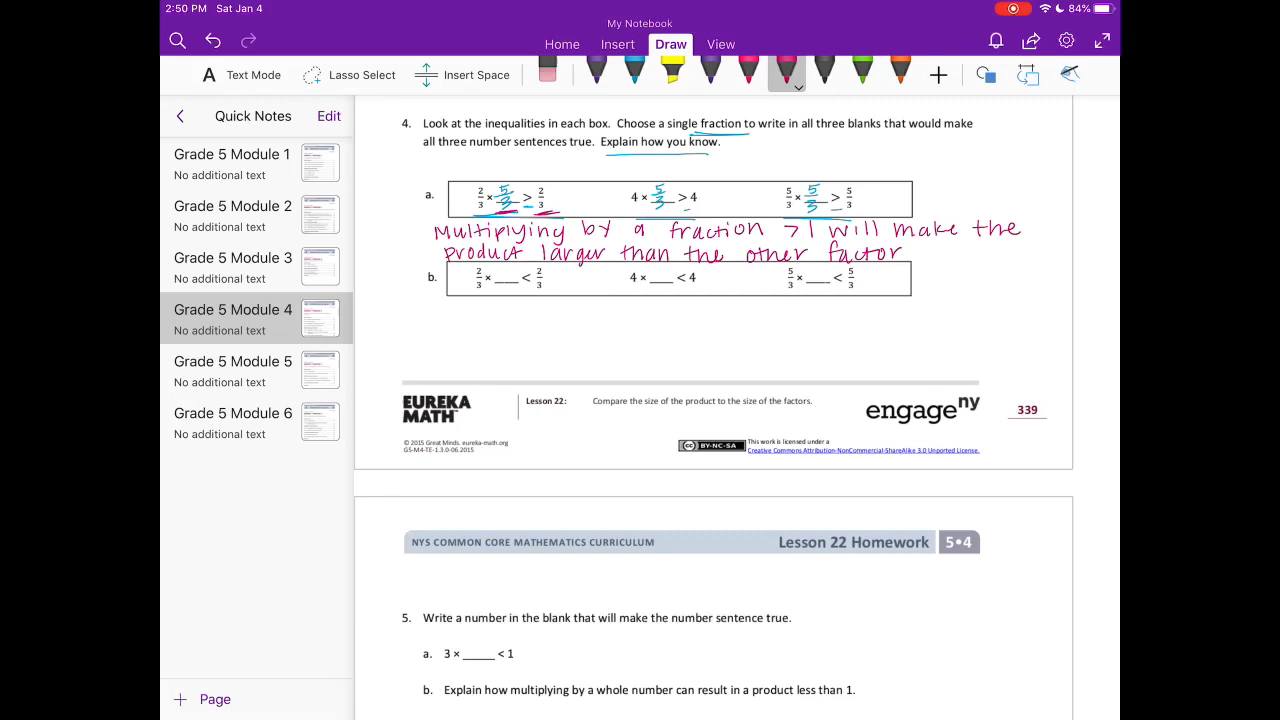 2:50 PM Sat Jan 4
84%
My Notebook
Home Insert Draw View
Text Mode Lasso Select Insert Space
Quick Notes Edit
Grade 5 Module 1
No additional text
Grade 5 Module 2
No additional text
Grade 5 Module 3
No additional text
Grade 5 Module 4
No additional text
Grade 5 Module 5
No additional text
Grade 5 Module 6
No additional text
+ Page
4. Look at the inequalities in each box. Choose a single fraction to write in all three blanks that would make
all three number sentences true. Explain how you know.
a. 2/3 × 5/3 > 2/3 4 × 5/3 > 4 5/3 × 5/3 > 5/3
Multiplying by a fraction > 1 will make the
product larger than the other factor
b. 2/3 × ____ < 2/3 4 × ____ < 4 5/3 × ____ < 5/3
EUREKA
MATH™
Lesson 22: Compare the size of the product to the size of the factors.
engage ny
339
© 2015 Great Minds. eureka-math.org
G5-M4-TE-1.3.0-06.2015
cc BY-NC-SA
This work is licensed under a
Creative Commons Attribution-NonCommercial-ShareAlike 3.0 Unported License.
NYS COMMON CORE MATHEMATICS CURRICULUM Lesson 22 Homework 5•4
5. Write a number in the blank that will make the number sentence true.
a. 3 × _____ < 1
b. Explain how multiplying by a whole number can result in a product less than 1.